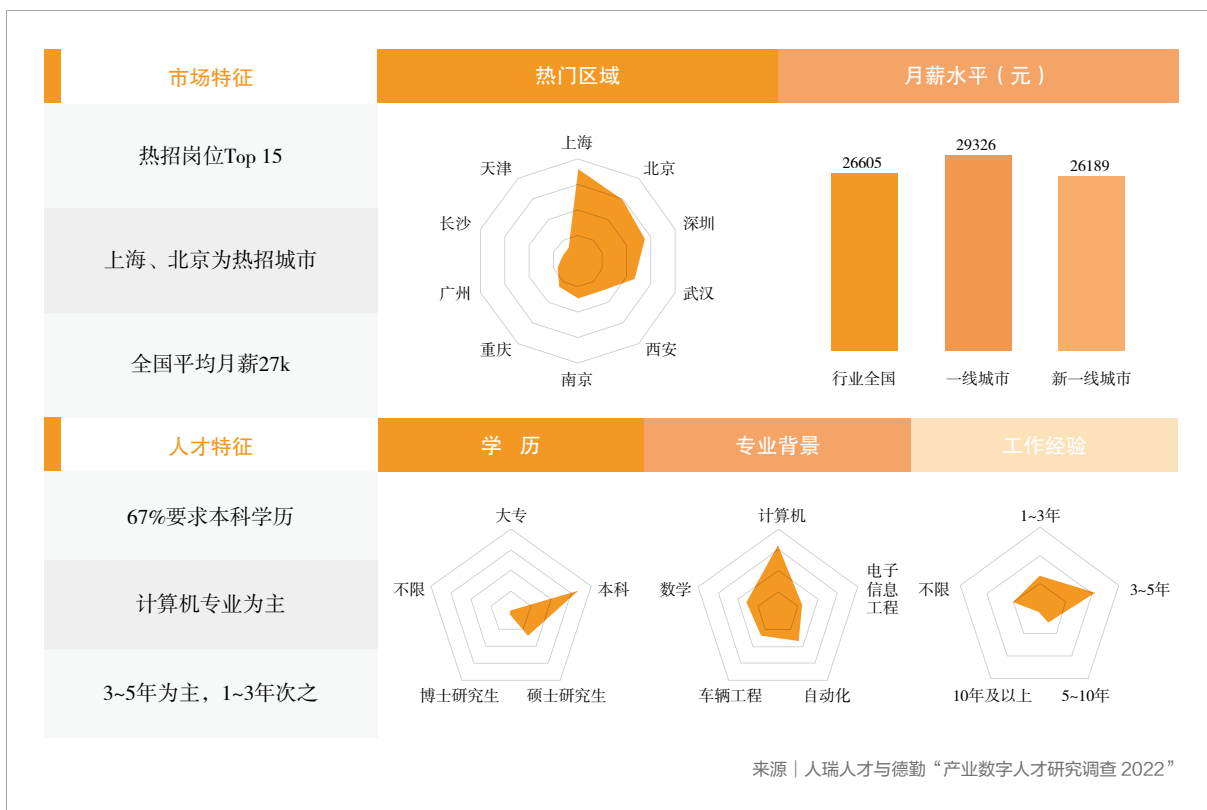 市场特征
热门区域
月薪水平（元）
热招岗位Top 15
上海、北京为热招城市
全国平均月薪27k
上海
北京
深圳
武汉
西安
南京
重庆
广州
长沙
天津
26605
29326
26189
行业全国
一线城市
新一线城市
人才特征
学 历
专业背景
工作经验
67%要求本科学历
计算机专业为主
3~5年为主，1~3年次之
大专
本科
硕士研究生
博士研究生
不限
计算机
电子
信息
工程
自动化
车辆工程
数学
1~3年
3~5年
5~10年
10年及以上
不限
来源｜人瑞人才与德勤“产业数字人才研究调查 2022”